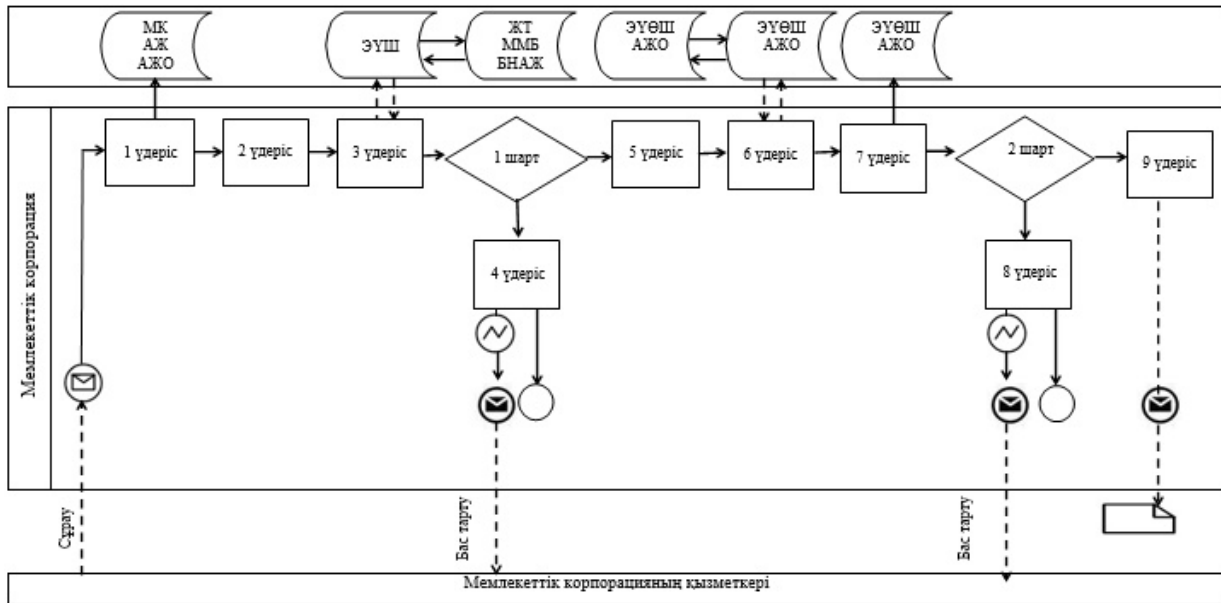 МК
АЖ
АЖО
ЭҮШ
ЖТ
ММБ
БНАЖ
ЭҮӨШ
АЖО
ЭҮӨШ
АЖО
ЭҮӨШ
АЖО
Мемлекеттік корпорация
1 үдеріс
2 үдеріс
3 үдеріс
1 шарт
5 үдеріс
6 үдеріс
7 үдеріс
2 шарт
9 үдеріс
4 үдеріс
8 үдеріс
Сұрау
Бас тарту
Бас тарту
Мемлекеттік корпорацияның қызметкері